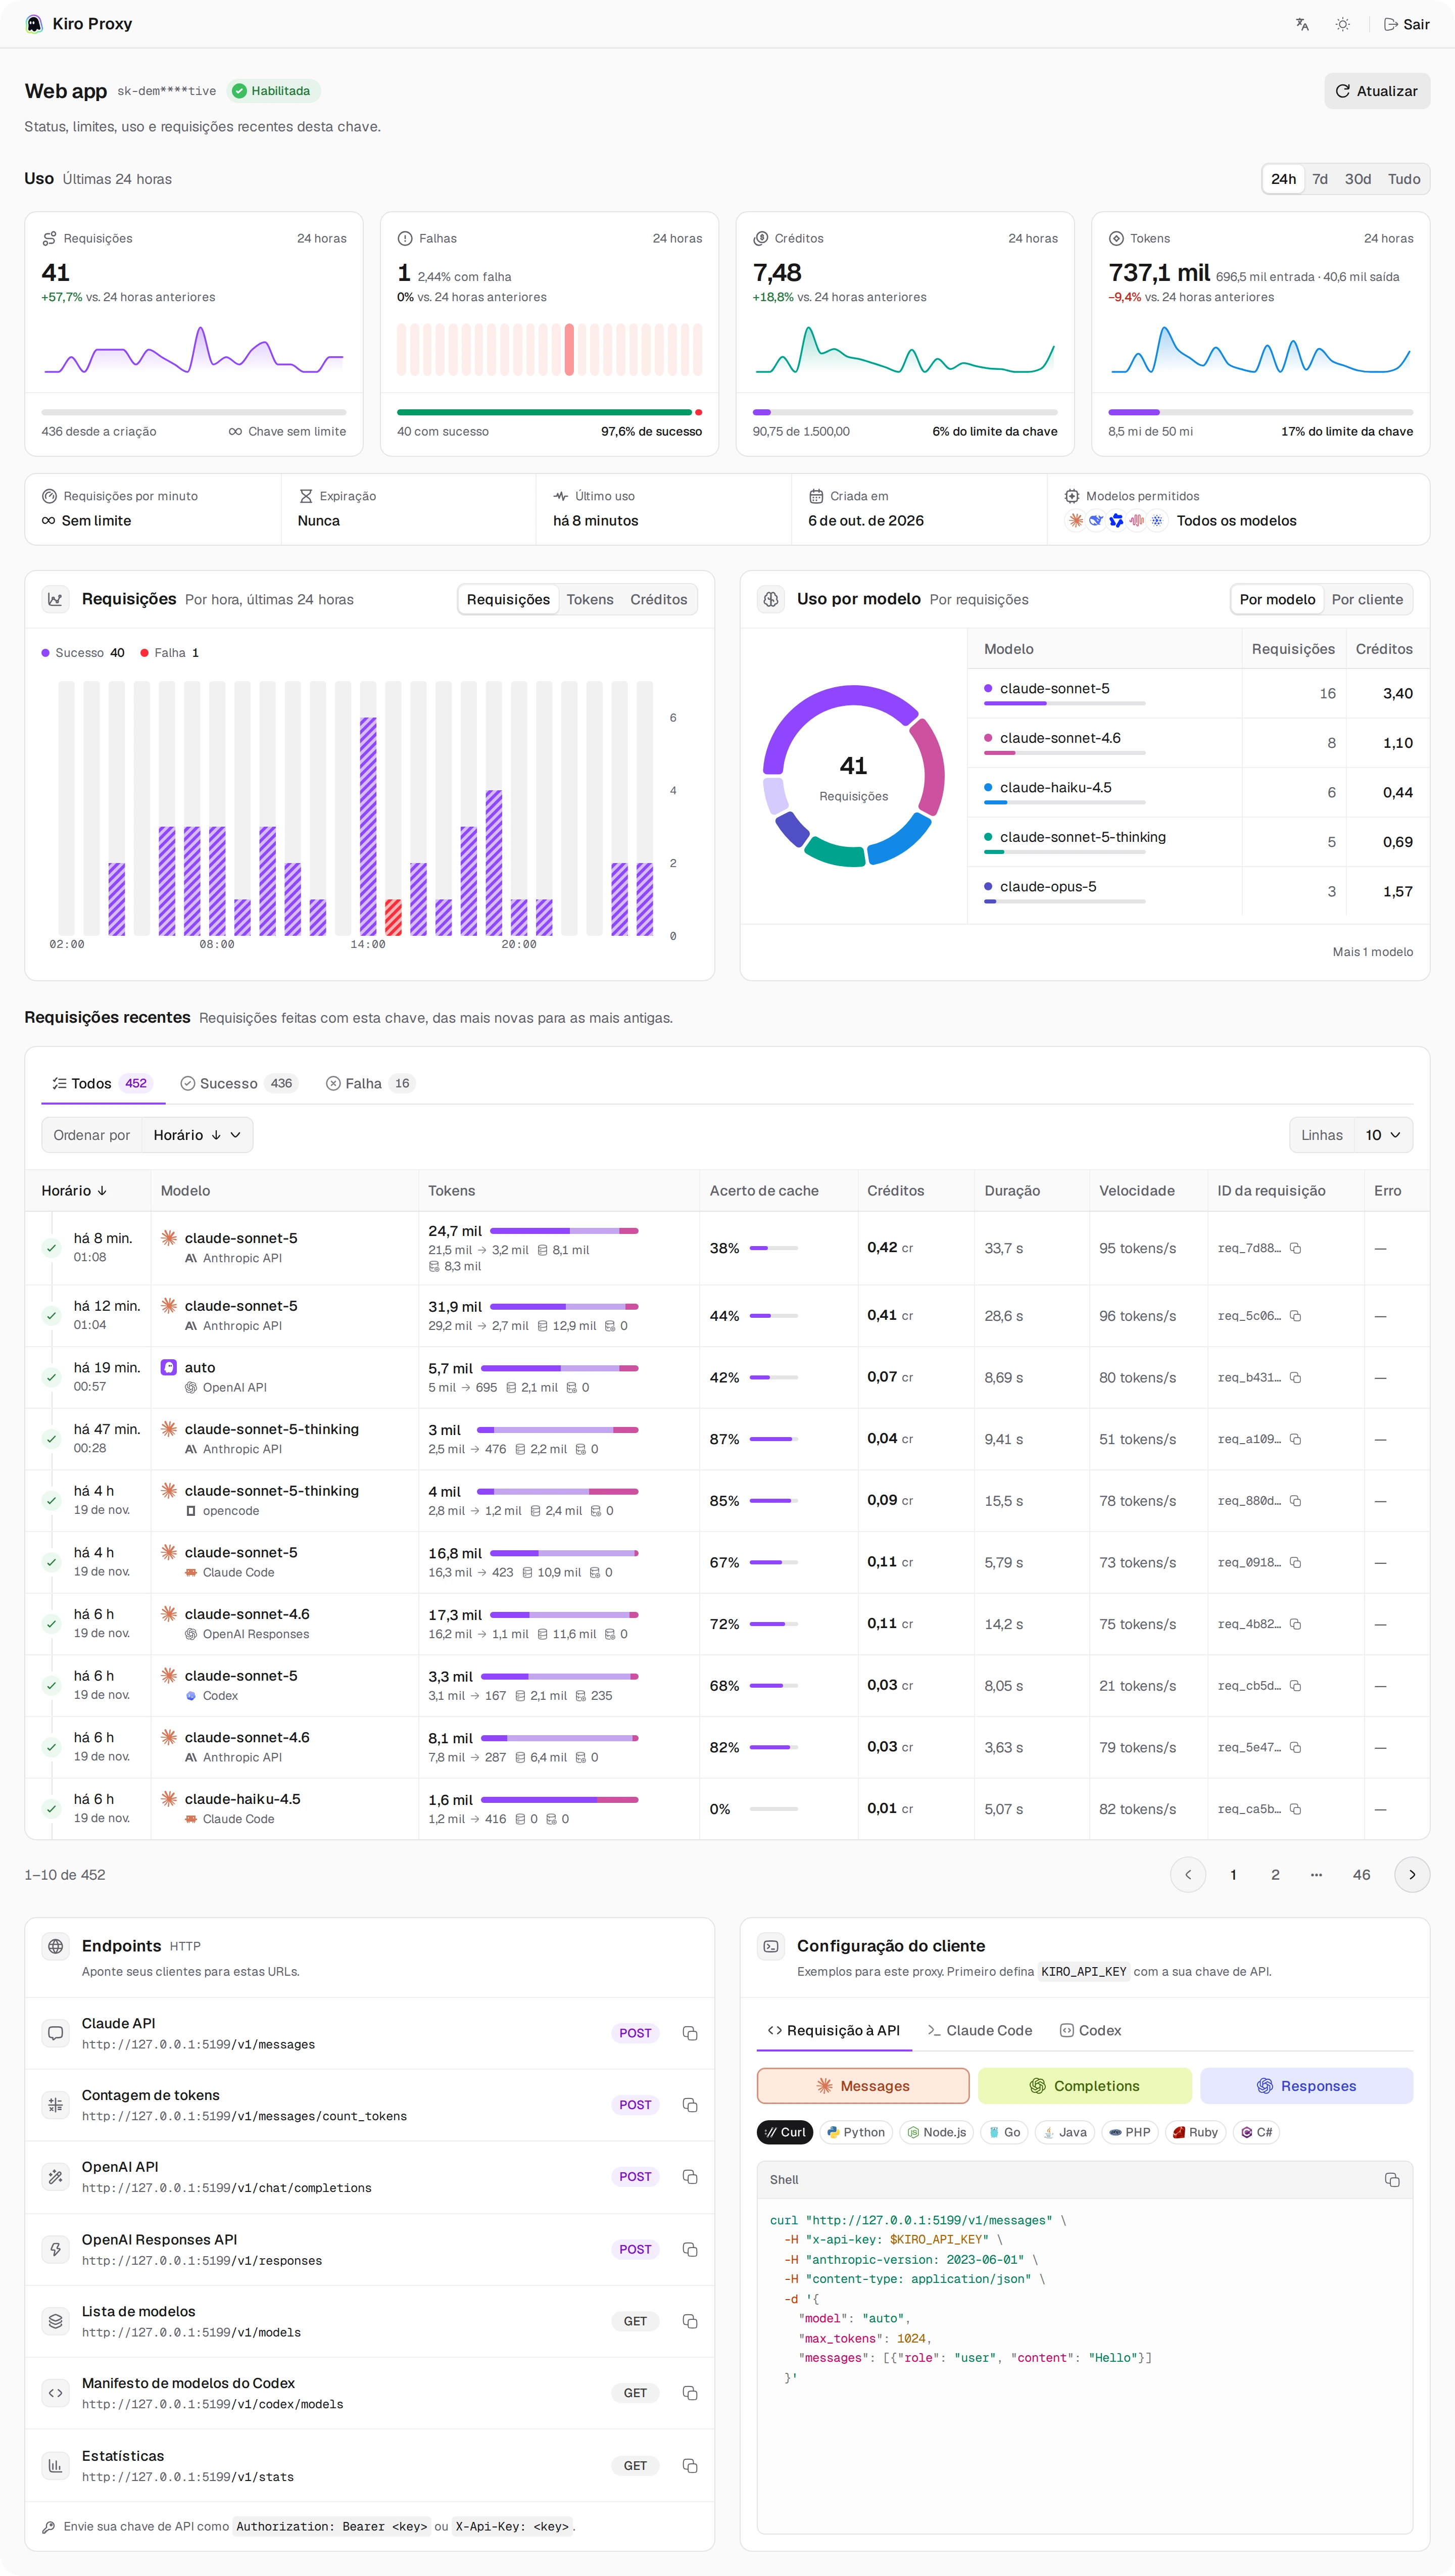 Kiro Proxy
Sair
Web app sk-dem****tive Habilitada
Atualizar
Status, limites, uso e requisições recentes desta chave.
Uso Últimas 24 horas
24h 7d 30d Tudo
Requisições 24 horas
41
+57,7% vs. 24 horas anteriores
436 desde a criação Chave sem limite
Falhas 24 horas
1 2,44% com falha
0% vs. 24 horas anteriores
40 com sucesso 97,6% de sucesso
Créditos 24 horas
7,48
+18,8% vs. 24 horas anteriores
90,75 de 1.500,00 6% do limite da chave
Tokens 24 horas
737,1 mil 696,5 mil entrada · 40,6 mil saída
−9,4% vs. 24 horas anteriores
8,5 mi de 50 mi 17% do limite da chave
Requisições por minuto
Sem limite
Expiração
Nunca
Último uso
há 8 minutos
Criada em
6 de out. de 2026
Modelos permitidos
Todos os modelos
Requisições Por hora, últimas 24 horas
Requisições Tokens Créditos
Sucesso 40 Falha 1
6
4
2
0
02:00 08:00 14:00 20:00
Uso por modelo Por requisições
Por modelo Por cliente
41
Requisições
Modelo Requisições Créditos
claude-sonnet-5 16 3,40
claude-sonnet-4.6 8 1,10
claude-haiku-4.5 6 0,44
claude-sonnet-5-thinking 5 0,69
claude-opus-5 3 1,57
Mais 1 modelo
Requisições recentes Requisições feitas com esta chave, das mais novas para as mais antigas.
Todos 452 Sucesso 436 Falha 16
Ordenar por Horário ↓
Linhas 10
Horário ↓ Modelo Tokens Acerto de cache Créditos Duração Velocidade ID da requisição Erro
há 8 min. claude-sonnet-5 24,7 mil 38% 0,42 cr 33,7 s 95 tokens/s req_7d88… —
01:08 Anthropic API 21,5 mil → 3,2 mil 8,1 mil
8,3 mil
há 12 min. claude-sonnet-5 31,9 mil 44% 0,41 cr 28,6 s 96 tokens/s req_5c06… —
01:04 Anthropic API 29,2 mil → 2,7 mil 12,9 mil 0
há 19 min. auto 5,7 mil 42% 0,07 cr 8,69 s 80 tokens/s req_b431… —
00:57 OpenAI API 5 mil → 695 2,1 mil 0
há 47 min. claude-sonnet-5-thinking 3 mil 87% 0,04 cr 9,41 s 51 tokens/s req_a109… —
00:28 Anthropic API 2,5 mil → 476 2,2 mil 0
há 4 h claude-sonnet-5-thinking 4 mil 85% 0,09 cr 15,5 s 78 tokens/s req_880d… —
19 de nov. opencode 2,8 mil → 1,2 mil 2,4 mil 0
há 4 h claude-sonnet-5 16,8 mil 67% 0,11 cr 5,79 s 73 tokens/s req_0918… —
19 de nov. Claude Code 16,3 mil → 423 10,9 mil 0
há 6 h claude-sonnet-4.6 17,3 mil 72% 0,11 cr 14,2 s 75 tokens/s req_4b82… —
19 de nov. OpenAI Responses 16,2 mil → 1,1 mil 11,6 mil 0
há 6 h claude-sonnet-5 3,3 mil 68% 0,03 cr 8,05 s 21 tokens/s req_cb5d… —
19 de nov. Codex 3,1 mil → 167 2,1 mil 235
há 6 h claude-sonnet-4.6 8,1 mil 82% 0,03 cr 3,63 s 79 tokens/s req_5e47… —
19 de nov. Anthropic API 7,8 mil → 287 6,4 mil 0
há 6 h claude-haiku-4.5 1,6 mil 0% 0,01 cr 5,07 s 82 tokens/s req_ca5b… —
19 de nov. Claude Code 1,2 mil → 416 0 0
1–10 de 452
1 2 ··· 46
Endpoints HTTP
Aponte seus clientes para estas URLs.
Claude API
http://127.0.0.1:5199/v1/messages
POST
Contagem de tokens
http://127.0.0.1:5199/v1/messages/count_tokens
POST
OpenAI API
http://127.0.0.1:5199/v1/chat/completions
POST
OpenAI Responses API
http://127.0.0.1:5199/v1/responses
POST
Lista de modelos
http://127.0.0.1:5199/v1/models
GET
Manifesto de modelos do Codex
http://127.0.0.1:5199/v1/codex/models
GET
Estatísticas
http://127.0.0.1:5199/v1/stats
GET
Envie sua chave de API como Authorization: Bearer <key> ou X-Api-Key: <key>.
Configuração do cliente
Exemplos para este proxy. Primeiro defina KIRO_API_KEY com a sua chave de API.
Requisição à API Claude Code Codex
Messages Completions Responses
Curl Python Node.js Go Java PHP Ruby C#
Shell
curl "http://127.0.0.1:5199/v1/messages" \
-H "x-api-key: $KIRO_API_KEY" \
-H "anthropic-version: 2023-06-01" \
-H "content-type: application/json" \
-d '{
"model": "auto",
"max_tokens": 1024,
"messages": [{"role": "user", "content": "Hello"}]
}'